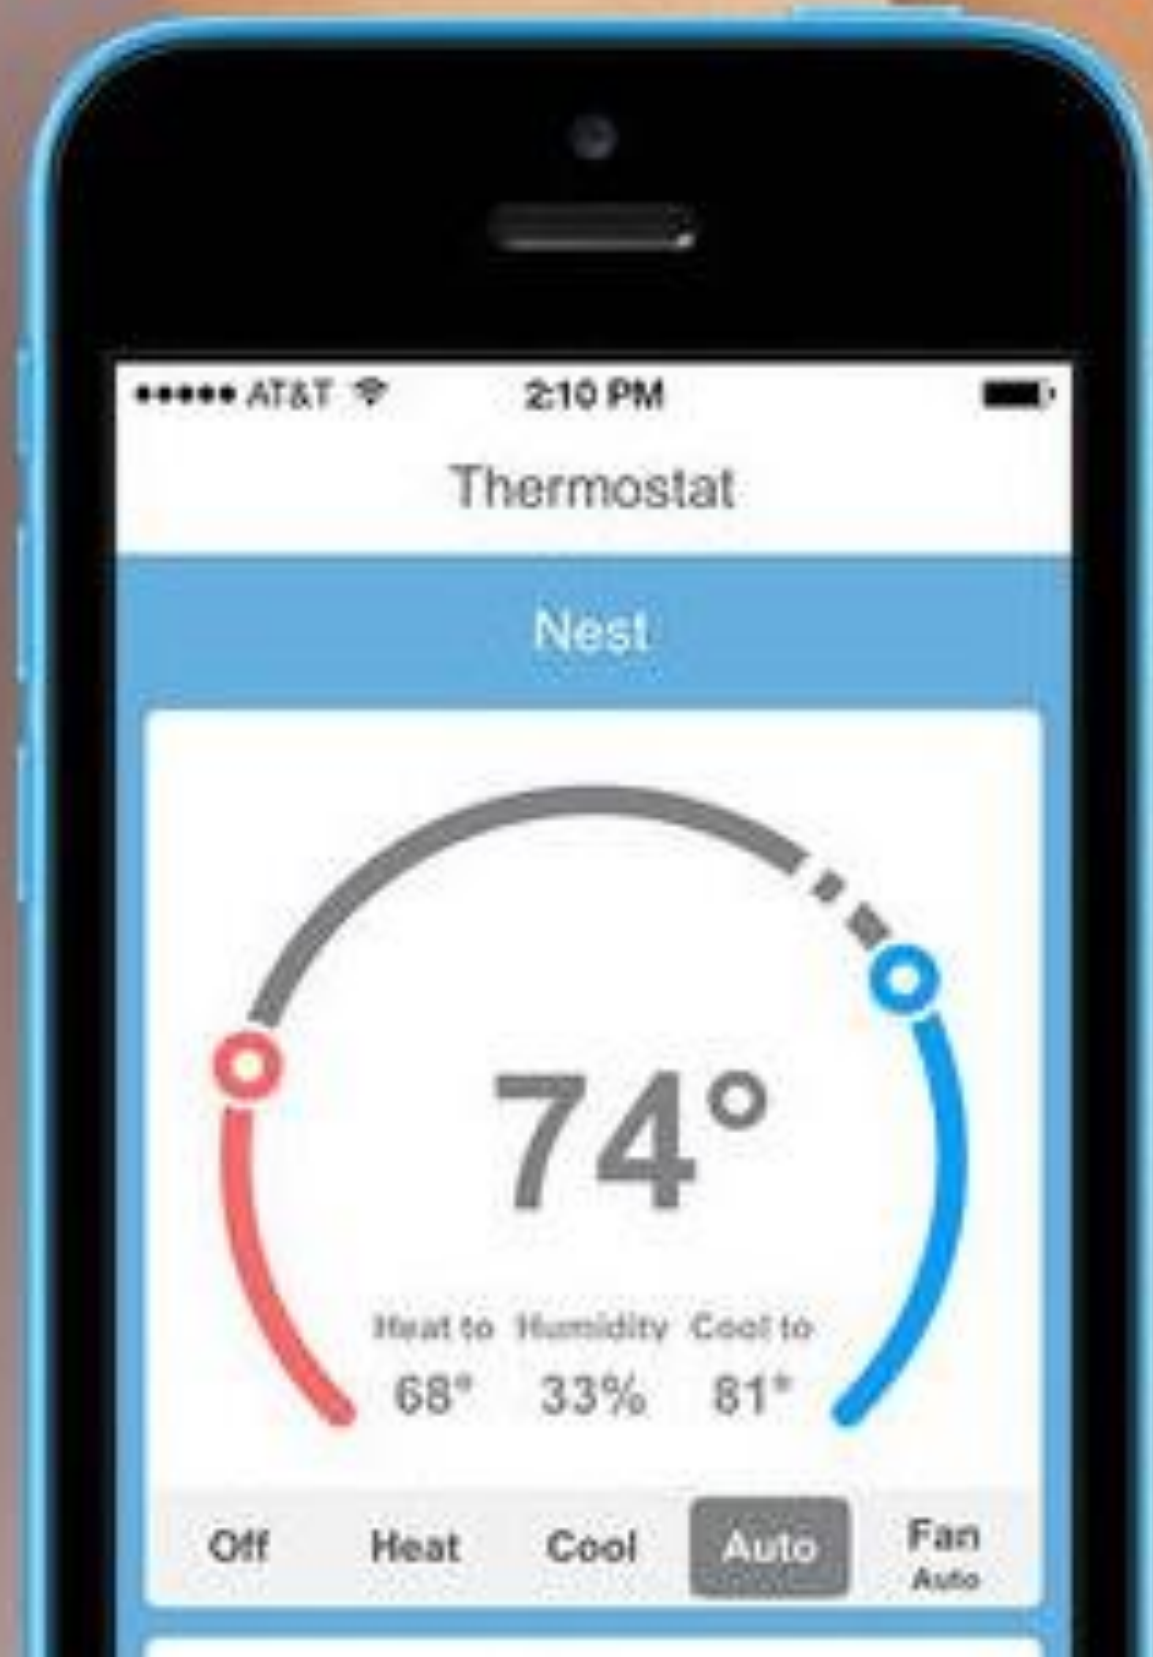 AT&T 2:10 PM
Thermostat
Nest
74°
Heat to Humidity Cool to
68° 33% 81°
Off Heat Cool Auto Fan
Auto